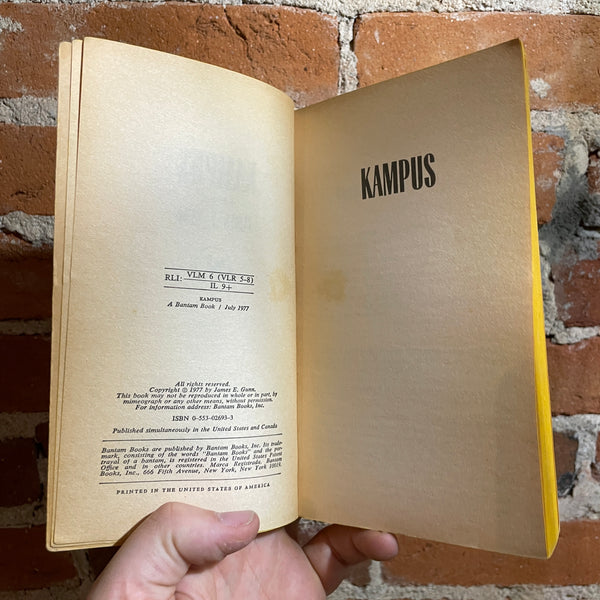 RLI: VLM 6 (VLR 5-8)
IL 9+
KAMPUS
A Bantam Book / July 1977
All rights reserved.
Copyright © 1977 by James E. Gunn.
This book may not be reproduced in whole or in part, by
mimeograph or any other means, without permission.
For information address: Bantam Books, Inc.
ISBN 0-553-02693-3
Published simultaneously in the United States and Canada
Bantam Books are published by Bantam Books, Inc. Its trade-
mark, consisting of the words "Bantam Books" and the por-
trayal of a bantam, is registered in the United States Patent
Office and in other countries. Marca Registrada. Bantam
Books, Inc., 666 Fifth Avenue, New York, New York 10019.
PRINTED IN THE UNITED STATES OF AMERICA
KAMPUS